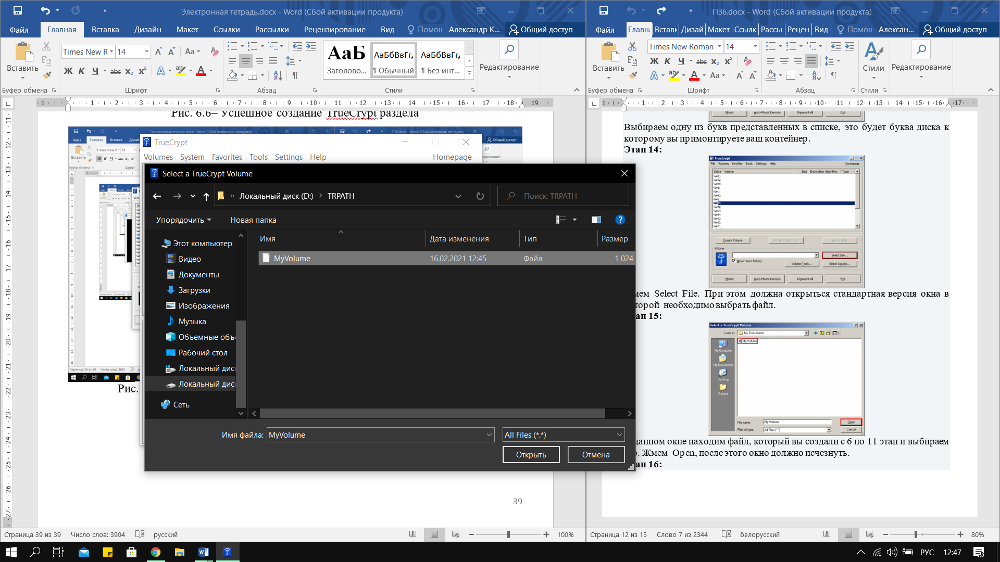 Электронная тетрадь.docx - Word (Сбой активации продукта)
Файл Главная Вставка Дизайн Макет Ссылки Рассылки Рецензирование Вид Помощ Александр К... Общий доступ
Вставить
Times New R 14
Ж К Ч abc x₂ x²
АаБ АаБбВвГг, АаБбВвГг,
Заголово... ¶ Обычный ¶ Без инт...
Редактирование
Буфер обмена Шрифт Абзац Стили
Рис. 6.6– Успешное создание TrueCrypt раздела
TrueCrypt
Volumes System Favorites Tools Settings Help Homepage
Select a TrueCrypt Volume
« Локальный диск (D:) > TRPATH
Поиск: TRPATH
Упорядочить Новая папка
Имя Дата изменения Тип Размер
MyVolume 16.02.2021 12:45 Файл 1 024
Этот компьютер
Видео
Документы
Загрузки
Изображения
Музыка
Объемные объ
Рабочий стол
Локальный дис
Локальный дис
Сеть
Имя файла: MyVolume All Files (*.*)
Открыть Отмена
Рис.
39
Страница 39 из 39 Число слов: 3904 русский 100%
П36.docx - Word (Сбой активации продукта)
Файл Главн Встав Дизай Макет Ссылк Рассы. Рецен Вид Помощ Алексан... Общий доступ
Вставить
Times New Roman 14
Ж К Ч abc x₂ x²
Стили
Редактирование
Буфер обмена Шрифт Абзац Стили
Mount Auto-Mount Devices Dismount All Exit
Выбираем одну из букв представленных в списке, это будет буква диска к
которому вы примонтируете ваш контейнер.
Этап 14:
TrueCrypt
File Volumes Keyfiles Tools Settings Help Homepage
Drive Volume Size Encryption Algorithm Type
Create Volume Volume Properties... Wipe Cache
Volume
Select File...
Never save history
Volume Tools... Select Device...
Mount Auto-Mount Devices Dismount All Exit
мем Select File. При этом должна открыться стандартная версия окна в
торой необходимо выбрать файл.
ап 15:
Select a TrueCrypt Volume
Look in: My Documents
My Volume
My Computer
My Documents
Desktop
Recent
File name: My Volume Open
Files of type: All Files (*.*) Cancel
данном окне находим файл, который вы создали с 6 по 11 этап и выбираем
о. Жмем Open, после этого окно должно исчезнуть.
ап 16:
Страница 12 из 15 Слово 7 из 2344 белорусский 80%
РУС 12:47